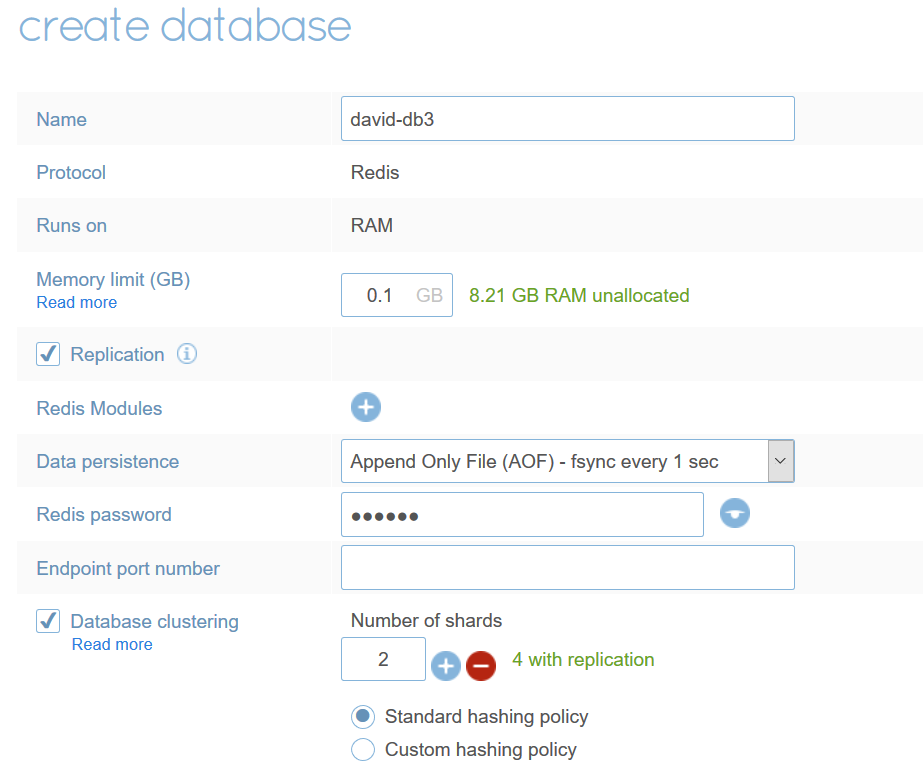 create database
Name david-db3
Protocol Redis
Runs on RAM
Memory limit (GB)
Read more
0.1 GB 8.21 GB RAM unallocated
Replication
Redis Modules
Data persistence Append Only File (AOF) - fsync every 1 sec
Redis password ●●●●●●
Endpoint port number
Database clustering
Read more
Number of shards
2 4 with replication
Standard hashing policy
Custom hashing policy